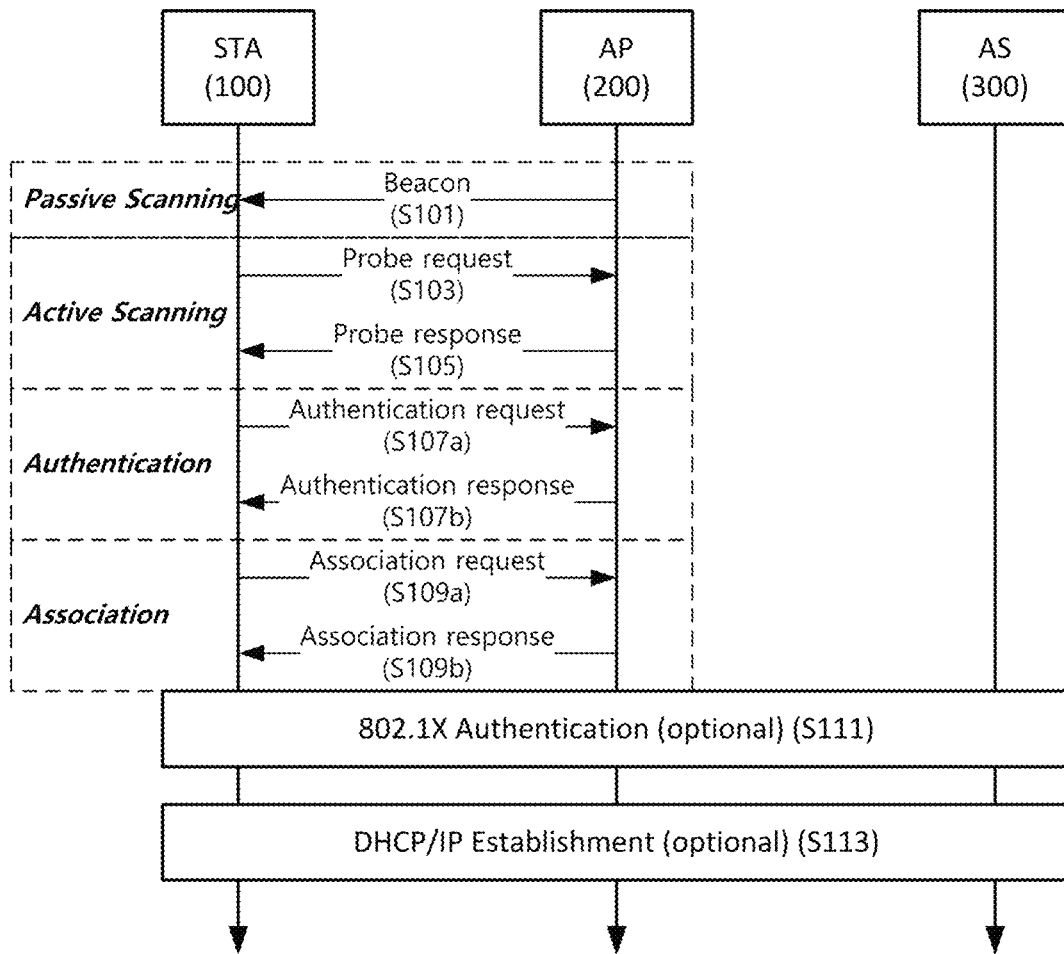 STA
(100)
AP
(200)
AS
(300)
Passive Scanning
Beacon
(S101)
Active Scanning
Probe request
(S103)
Probe response
(S105)
Authentication
Authentication request
(S107a)
Authentication response
(S107b)
Association
Association request
(S109a)
Association response
(S109b)
802.1X Authentication (optional) (S111)
DHCP/IP Establishment (optional) (S113)